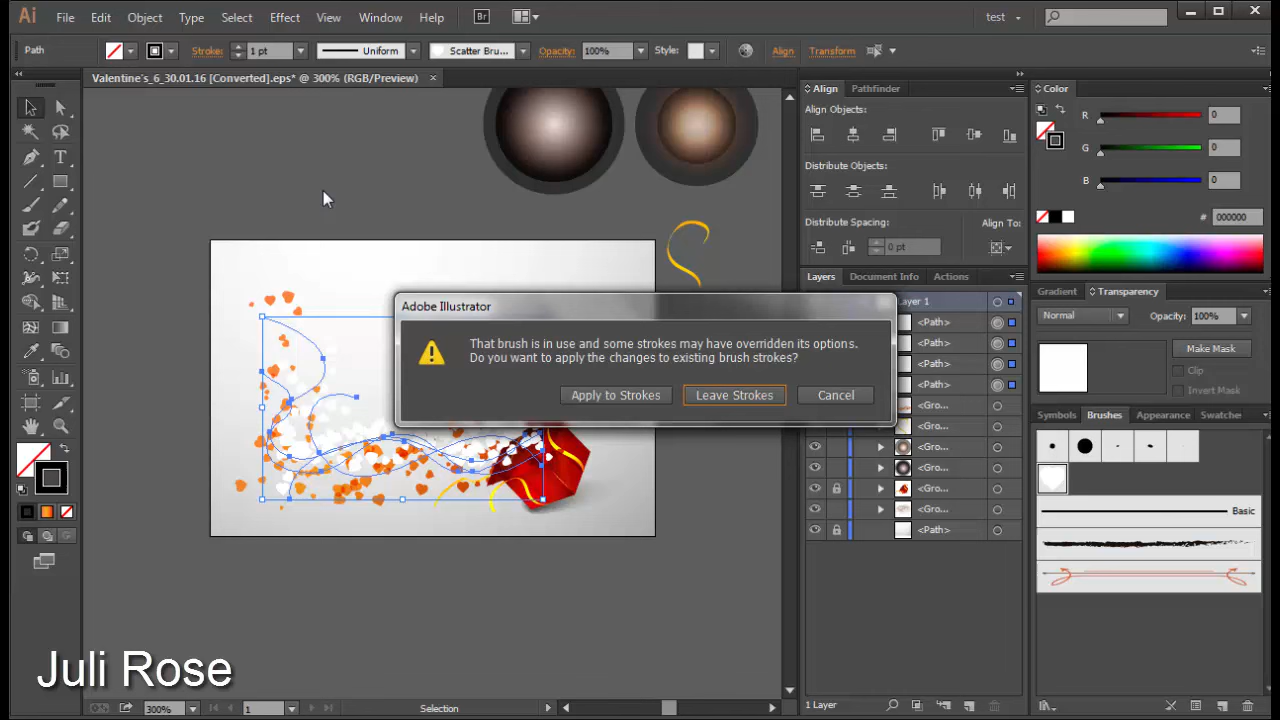 Ai File Edit Object Type Select Effect View Window Help Br test
Path Stroke: 1 pt Uniform Scatter Bru... Opacity: 100% Style: Align Transform
Valentine's_6_30.01.16 [Converted].eps* @ 300% (RGB/Preview) ×
Align Pathfinder
Align Objects:
Distribute Objects:
Distribute Spacing: Align To:
0 pt
Color
R 0
G 0
B 0
# 000000
Layers Document Info Actions
Layer 1
<Path>
<Path>
<Path>
<Path>
<Gro...
<Gro...
<Gro...
<Gro...
<Gro...
<Gro...
<Path>
Gradient Transparency
Normal Opacity: 100%
Make Mask
Clip
Invert Mask
Symbols Brushes Appearance Swatche
Basic
Adobe Illustrator
That brush is in use and some strokes may have overridden its options.
Do you want to apply the changes to existing brush strokes?
Apply to Strokes Leave Strokes Cancel
Juli Rose
300% 1 Selection
1 Layer